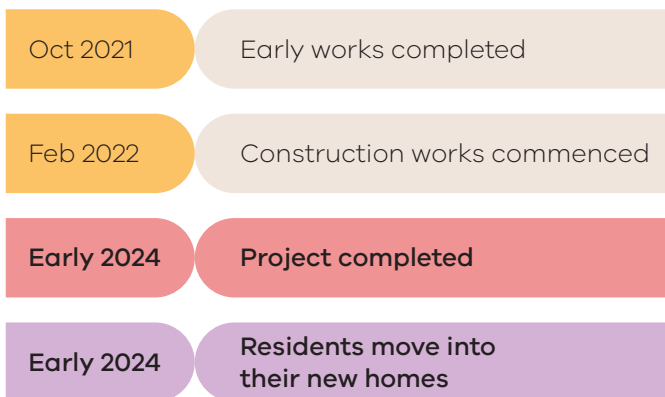 Oct 2021
Early works completed
Feb 2022
Construction works commenced
Early 2024
Project completed
Early 2024
Residents move into
their new homes